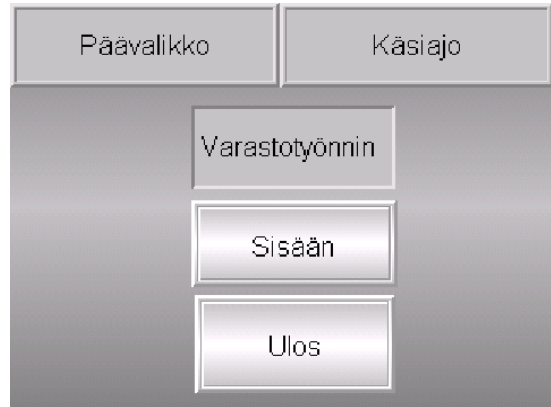 Päävalikko
Käsiajo
Varastotyönnin
Sisään
Ulos